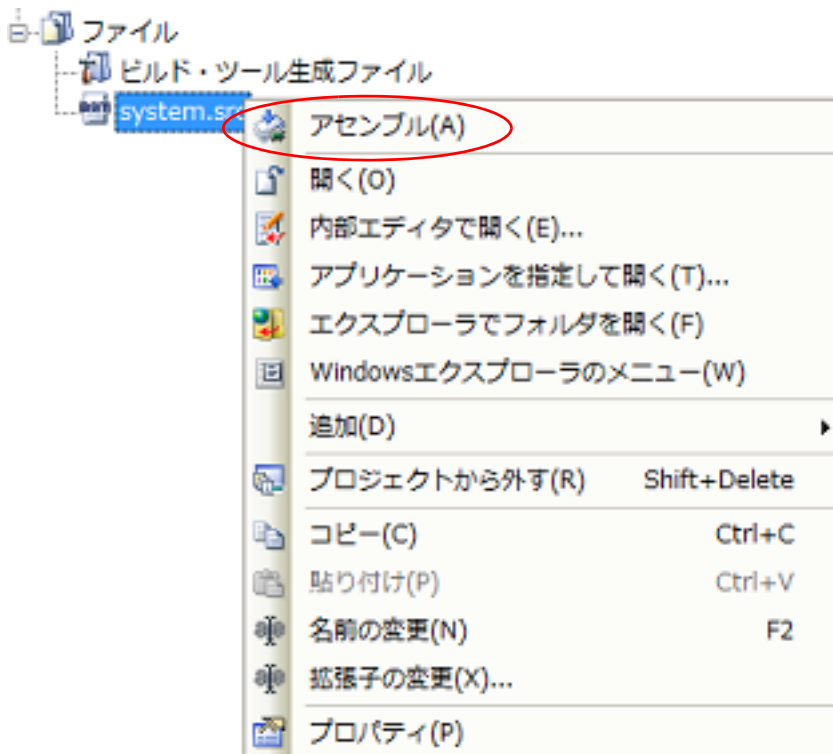 ファイル
ビルド・ツール生成ファイル
system.sr
アセンブル(A)
開く(O)
内部エディタで開く(E)...
アプリケーションを指定して開く(T)...
エクスプローラでフォルダを開く(F)
Windowsエクスプローラのメニュー(W)
追加(D)
プロジェクトから外す(R) Shift+Delete
コピー(C) Ctrl+C
貼り付け(P) Ctrl+V
名前の変更(N) F2
拡張子の変更(X)...
プロパティ(P)